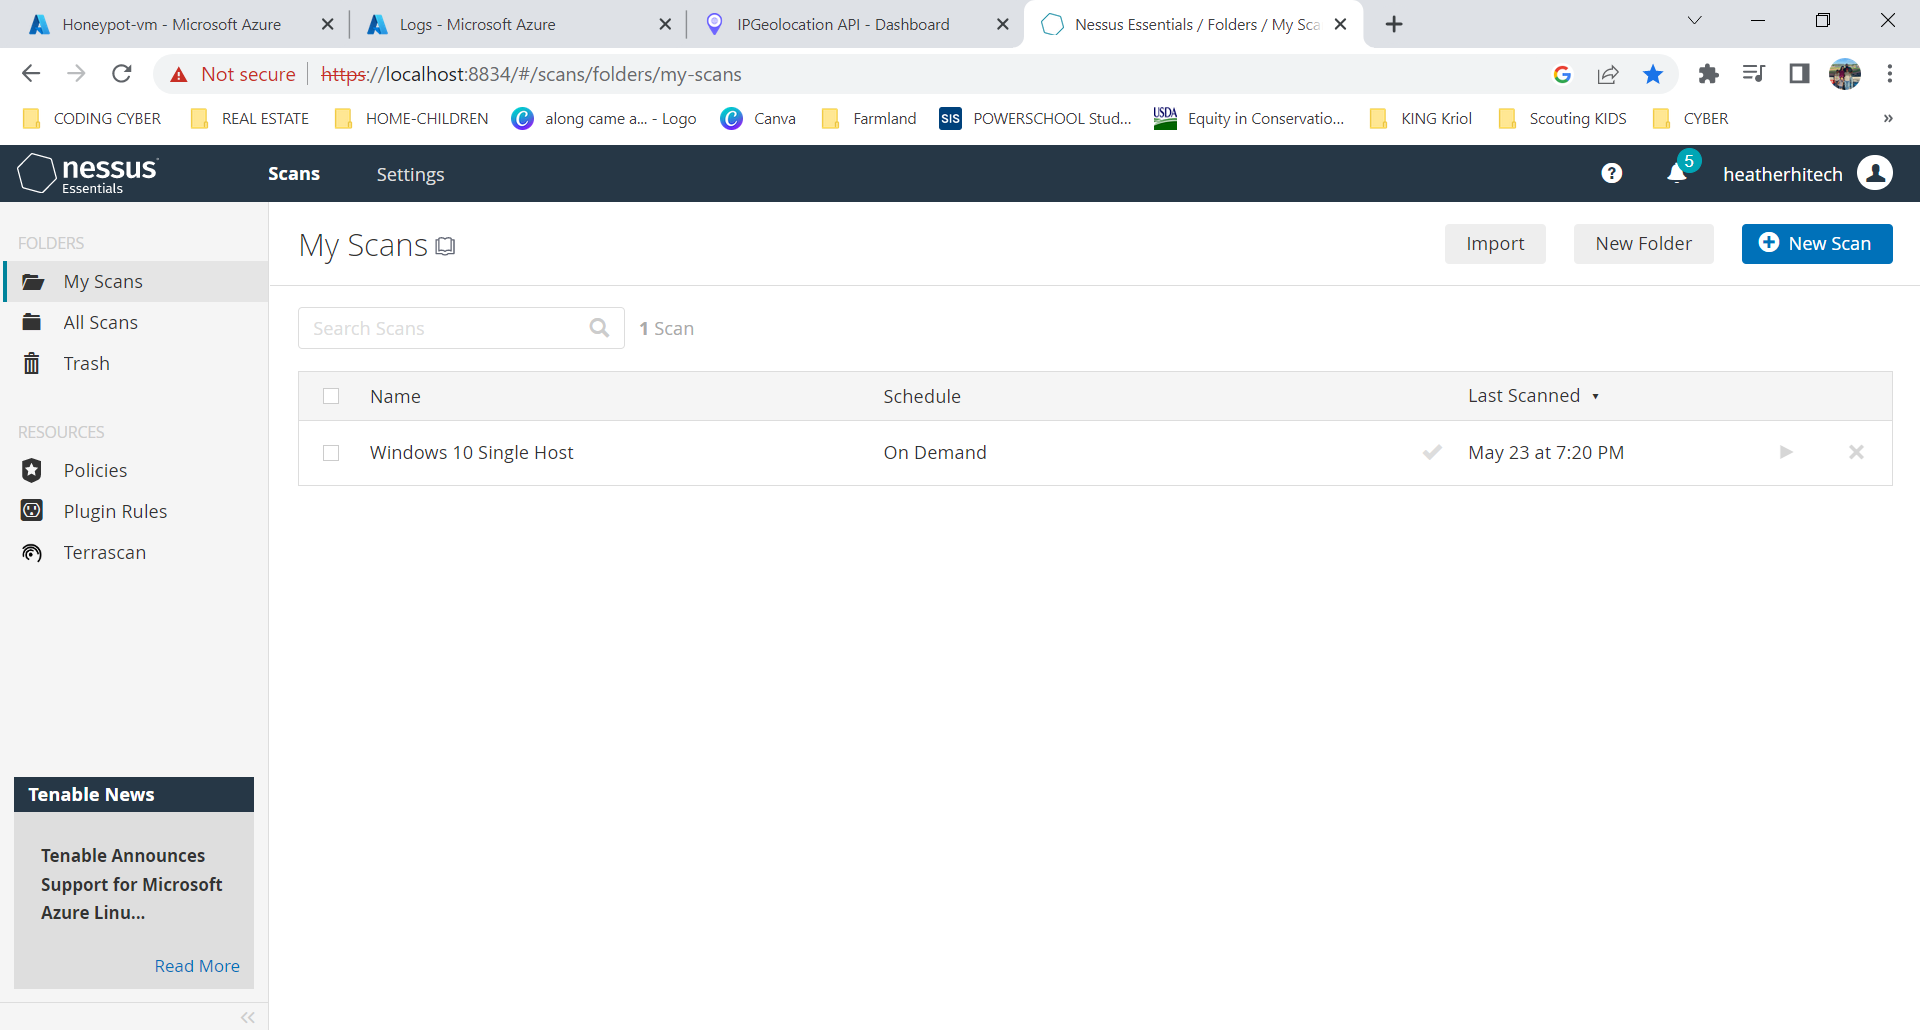 Honeypot-vm - Microsoft Azure
Logs - Microsoft Azure
IPGeolocation API - Dashboard
Nessus Essentials / Folders / My Sca
Not secure https://localhost:8834/#/scans/folders/my-scans
CODING CYBER
REAL ESTATE
HOME-CHILDREN
along came a... - Logo
Canva
Farmland
SIS
POWERSCHOOL Stud...
USDA
Equity in Conservatio...
KING Kriol
Scouting KIDS
CYBER
»
nessus
Essentials
Scans
Settings
?
5
heatherhitech
FOLDERS
My Scans
All Scans
Trash
RESOURCES
Policies
Plugin Rules
Terrascan
Tenable News
Tenable Announces
Support for Microsoft
Azure Linu...
Read More
My Scans
Import
New Folder
New Scan
Search Scans
1 Scan
Name Schedule Last Scanned
Windows 10 Single Host On Demand May 23 at 7:20 PM